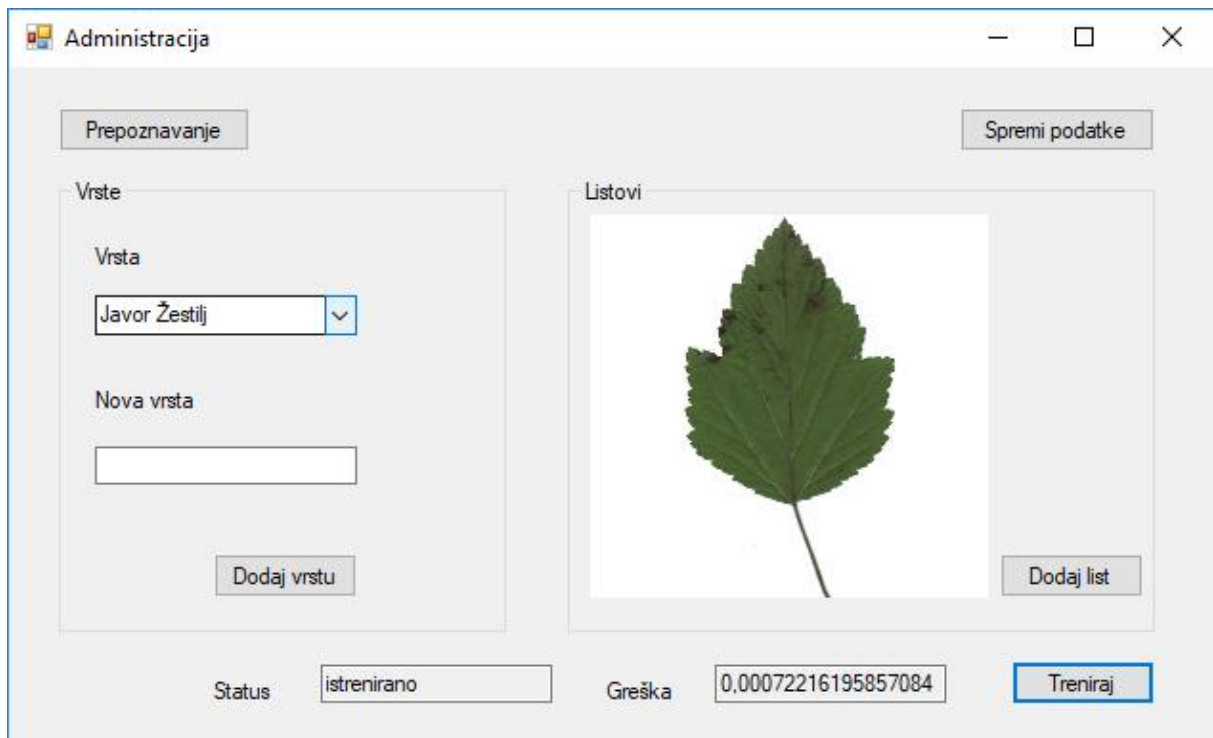 Administracija
Prepoznavanje
Spremi podatke
Vrste
Listovi
Vrsta
Javor Žestilj
Nova vrsta
Dodaj vrstu
Dodaj list
Status
istrenirano
Greška
0,00072216195857084
Treniraj